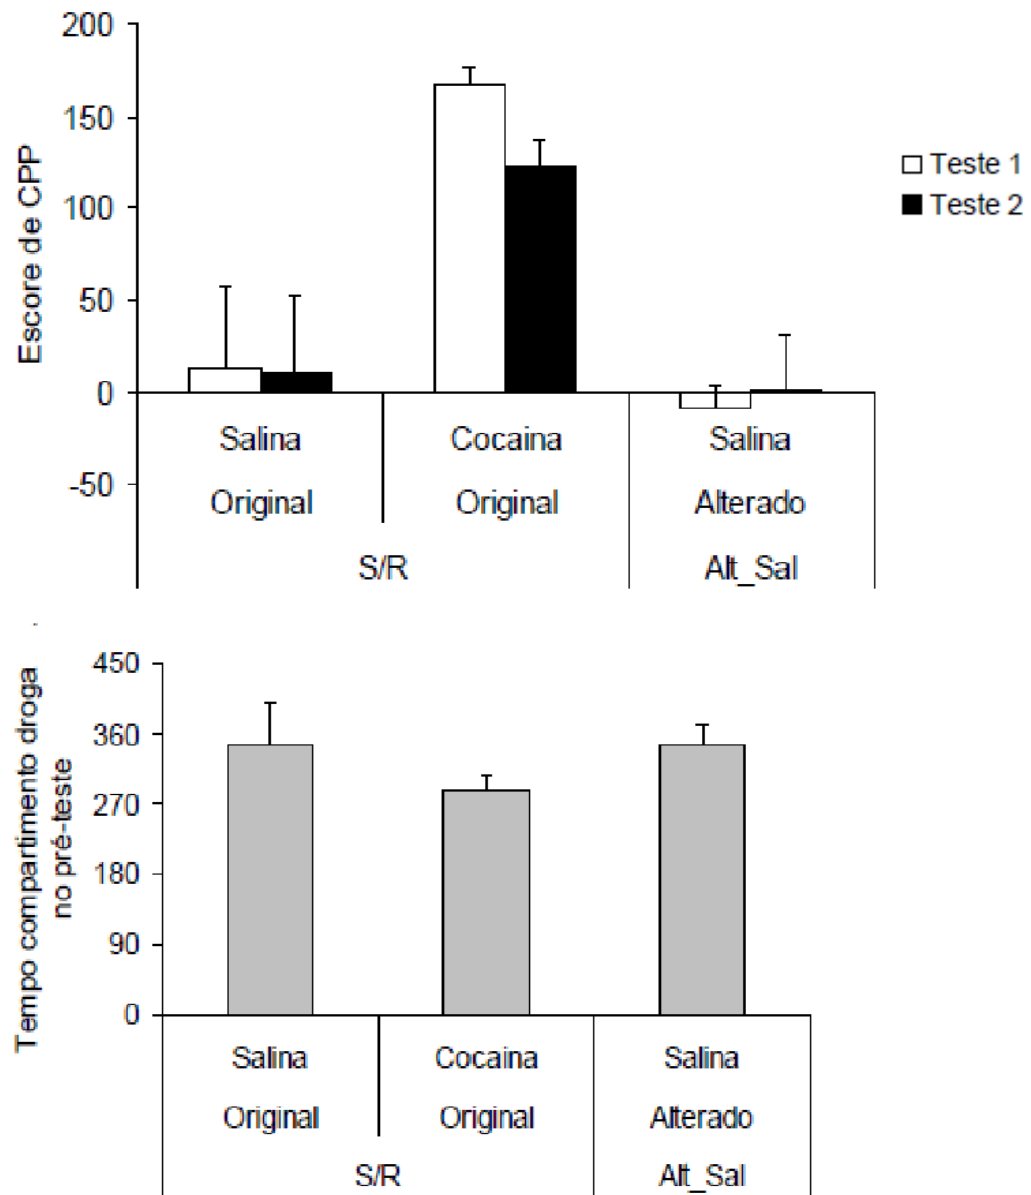 Escore de CPP
200
150
100
50
0
-50
Teste 1
Teste 2
Salina Cocaina Salina
Original Original Alterado
S/R Alt_Sal
Tempo compartimento droga
no pré-teste
450
360
270
180
90
0
Salina Cocaina Salina
Original Original Alterado
S/R Alt_Sal